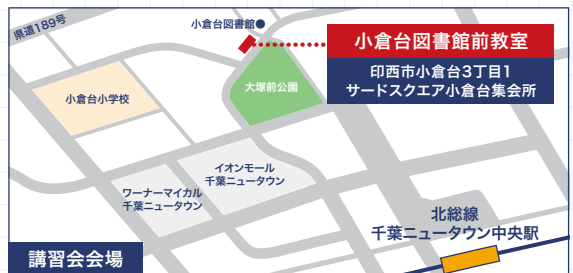 県道189号
小倉台図書館
小倉台図書館前教室
印西市小倉台3丁目1
サードスクエア小倉台集会所
大塚前公園
小倉台小学校
イオンモール
千葉ニュータウン
ワーナーマイカル
千葉ニュータウン
北総線
千葉ニュータウン中央駅
講習会会場